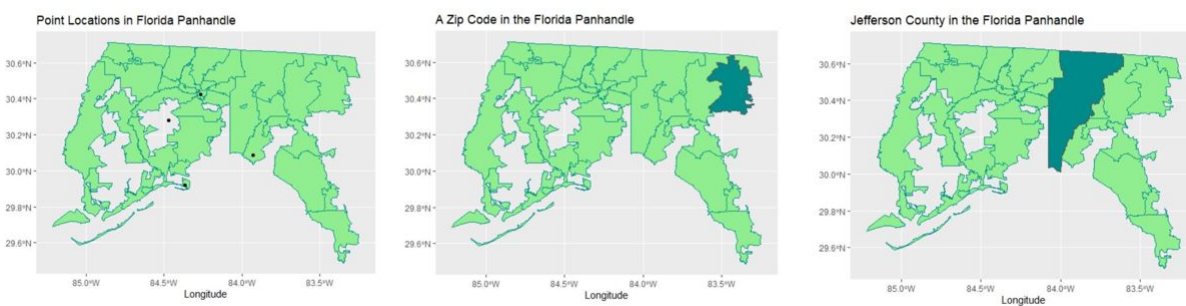 Point Locations in Florida Panhandle
30.6°N
30.4°N
30.2°N
30.0°N
29.8°N
29.6°N
85.0°W 84.5°W 84.0°W 83.5°W
Longitude
A Zip Code in the Florida Panhandle
30.6°N
30.4°N
30.2°N
30.0°N
29.8°N
29.6°N
85.0°W 84.5°W 84.0°W 83.5°W
Longitude
Jefferson County in the Florida Panhandle
30.6°N
30.4°N
30.2°N
30.0°N
29.8°N
29.6°N
85.0°W 84.5°W 84.0°W 83.5°W
Longitude